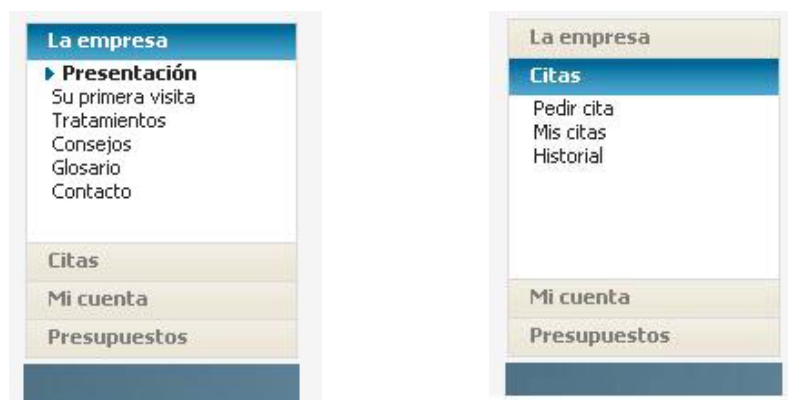 La empresa
Presentación
Su primera visita
Tratamientos
Consejos
Glosario
Contacto
Citas
Mi cuenta
Presupuestos
La empresa
Citas
Pedir cita
Mis citas
Historial
Mi cuenta
Presupuestos